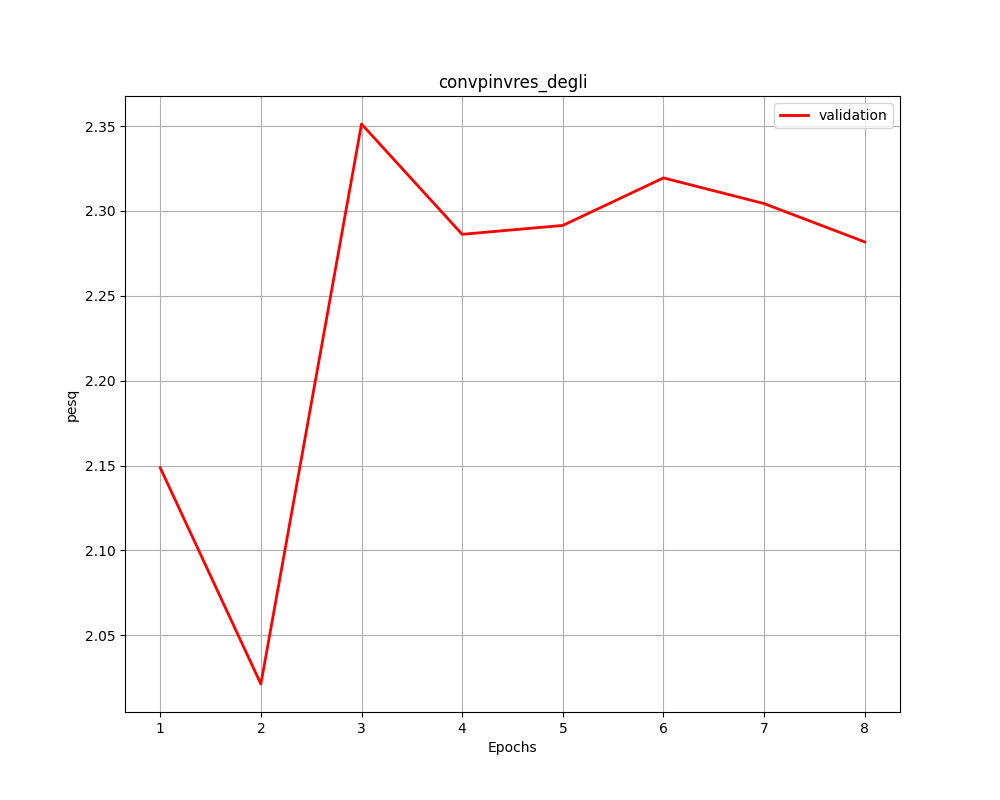 convpinvres_degli
validation
2.35
2.30
2.25
2.20
2.15
2.10
2.05
pesq
1 2 3 4 5 6 7 8
Epochs